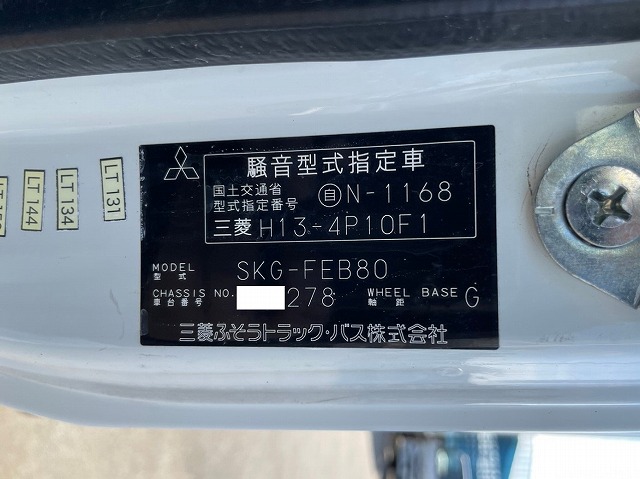 騒音型式指定車
国土交通省
型式指定番号 自N-1168
三菱 H13-4P10F1
MODEL
型式 SKG-FEB80
CHASSIS NO. 278 WHEEL BASE G
車台番号 軸距
三菱ふそうトラック・バス株式会社
LT 144
LT 134
LT 131